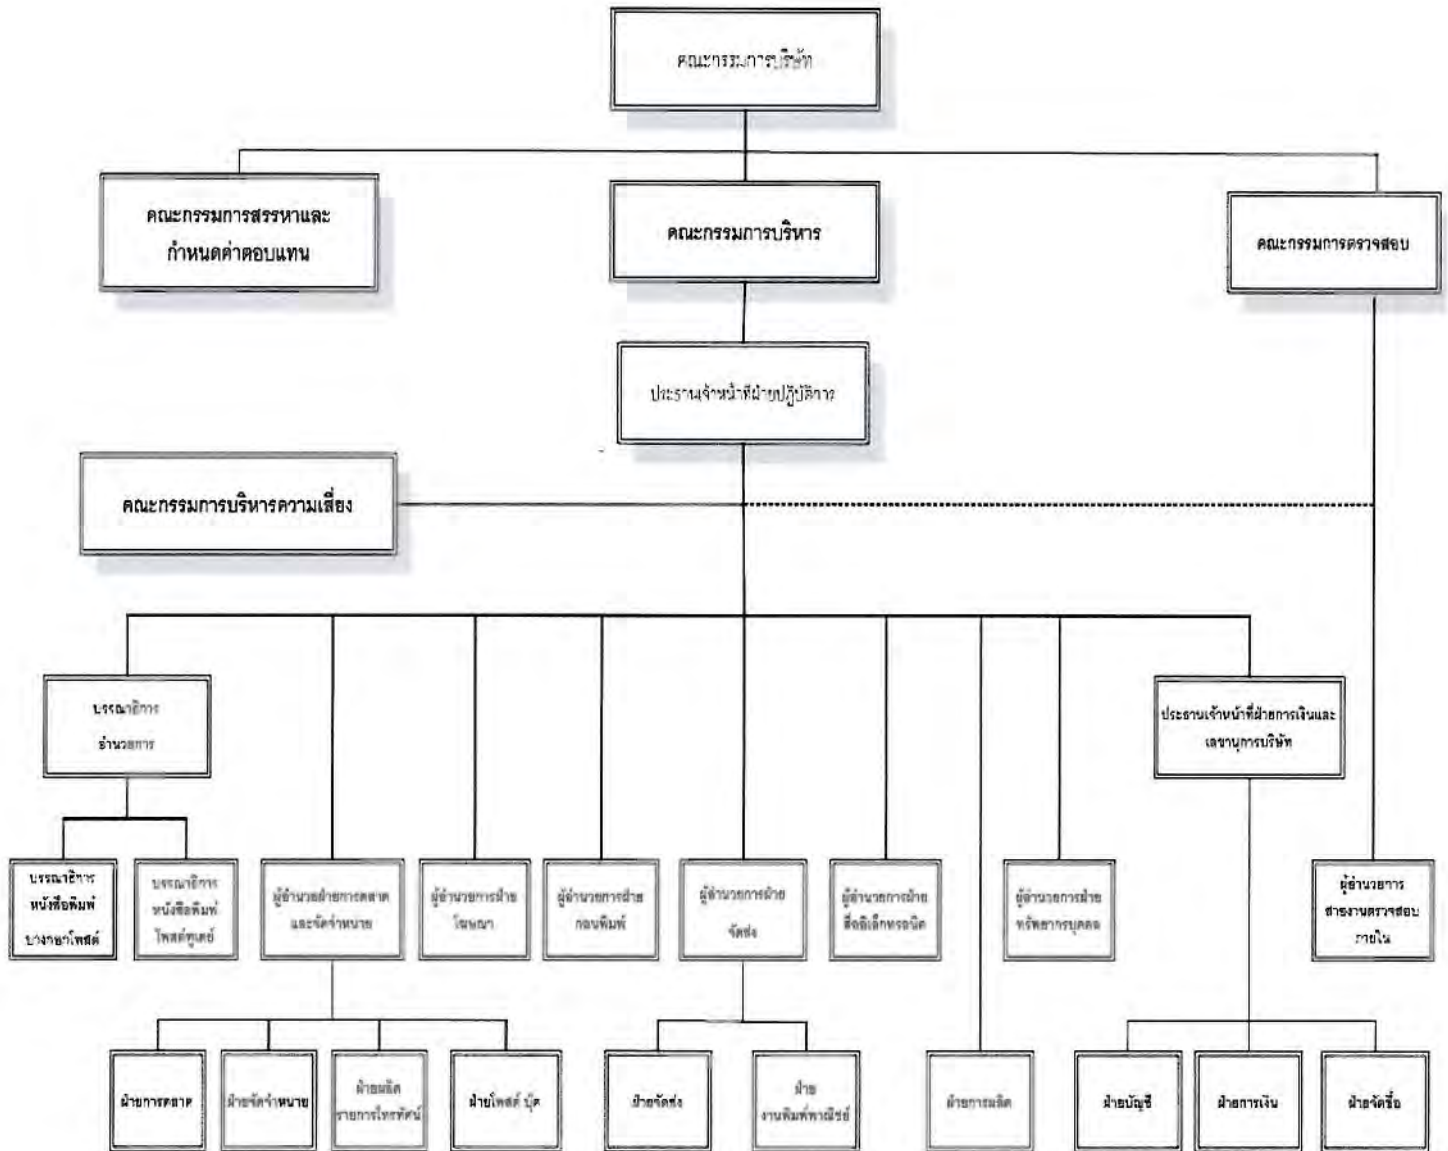 คณะกรรมการบริษัท
คณะกรรมการสรรหาและ
กำหนดค่าตอบแทน
คณะกรรมการบริหาร
คณะกรรมการตรวจสอบ
ประธานเจ้าหน้าที่ฝ่ายปฏิบัติการ
คณะกรรมการบริหารความเสี่ยง
บรรณาธิการ
อำนวยการ
ประธานเจ้าหน้าที่ฝ่ายการเงินและ
เลขานุการบริษัท
บรรณาธิการ
หนังสือพิมพ์
บางกอกโพสต์
บรรณาธิการ
หนังสือพิมพ์
โพสต์ทูเดย์
ผู้อำนวยฝ่ายการตลาด
และจัดจำหน่าย
ผู้อำนวยการฝ่าย
โฆษณา
ผู้อำนวยการฝ่าย
ก่อนพิมพ์
ผู้อำนวยการฝ่าย
จัดส่ง
ผู้อำนวยการฝ่าย
สื่ออิเล็กทรอนิค
ผู้อำนวยการฝ่าย
ทรัพยากรบุคคล
ผู้อำนวยการ
สายงานตรวจสอบ
ภายใน
ฝ่ายการตลาด
ฝ่ายจัดจำหน่าย
ฝ่ายผลิต
รายการโทรทัศน์
ฝ่ายโพสต์ บุ๊ค
ฝ่ายจัดส่ง
ฝ่าย
งานพิมพ์พาณิชย์
ฝ่ายการผลิต
ฝ่ายบัญชี
ฝ่ายการเงิน
ฝ่ายจัดซื้อ